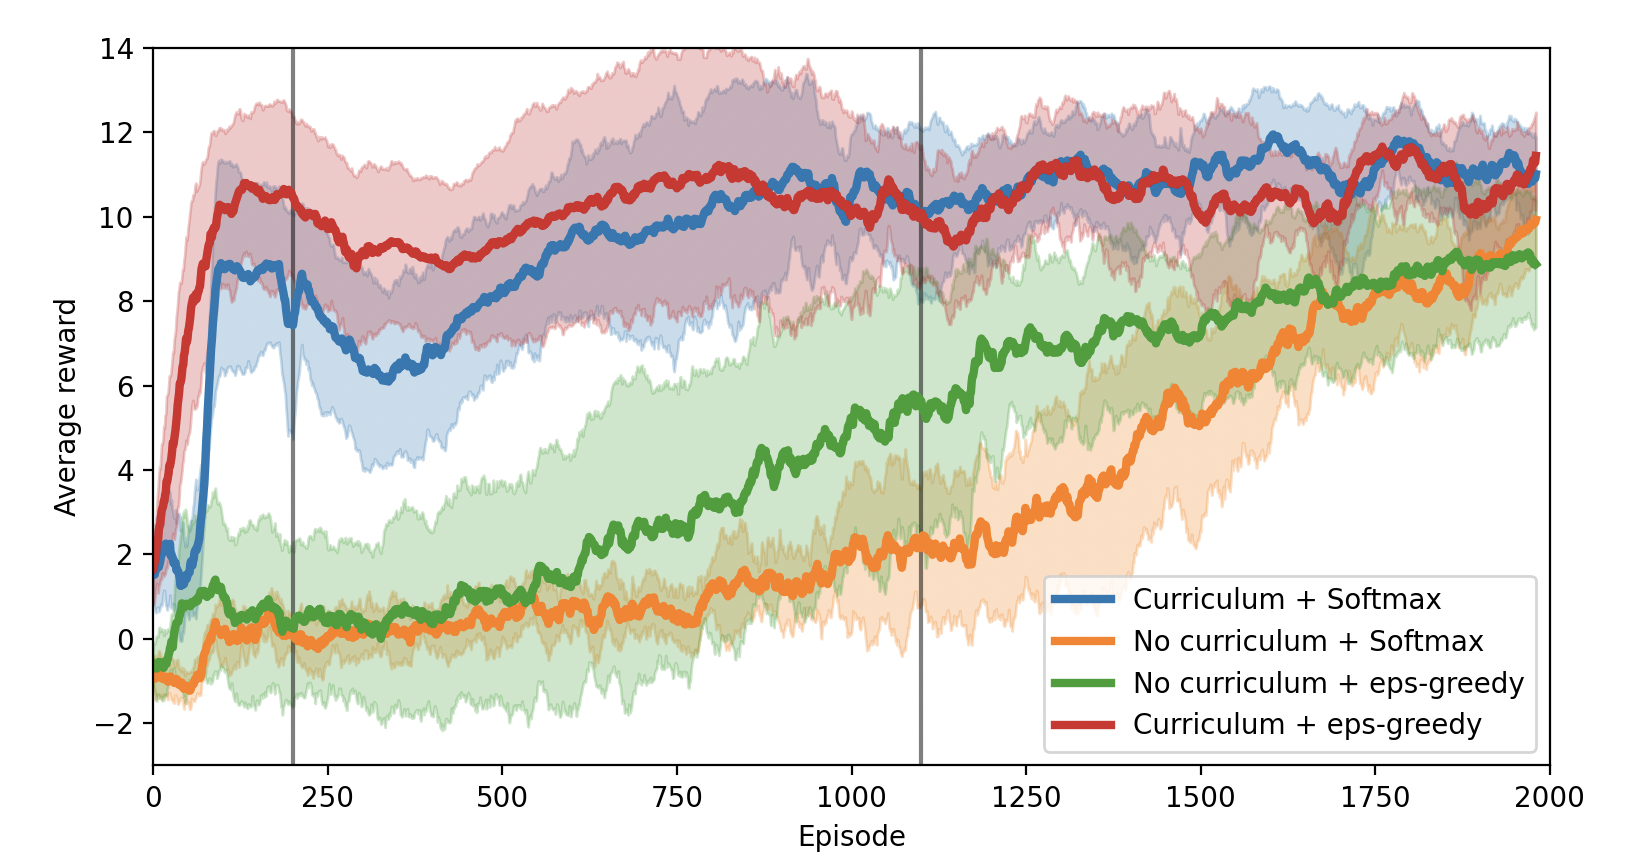 14
12
10
8
6
4
2
0
−2
Average reward
0 250 500 750 1000 1250 1500 1750 2000
Episode
Curriculum + Softmax
No curriculum + Softmax
No curriculum + eps-greedy
Curriculum + eps-greedy